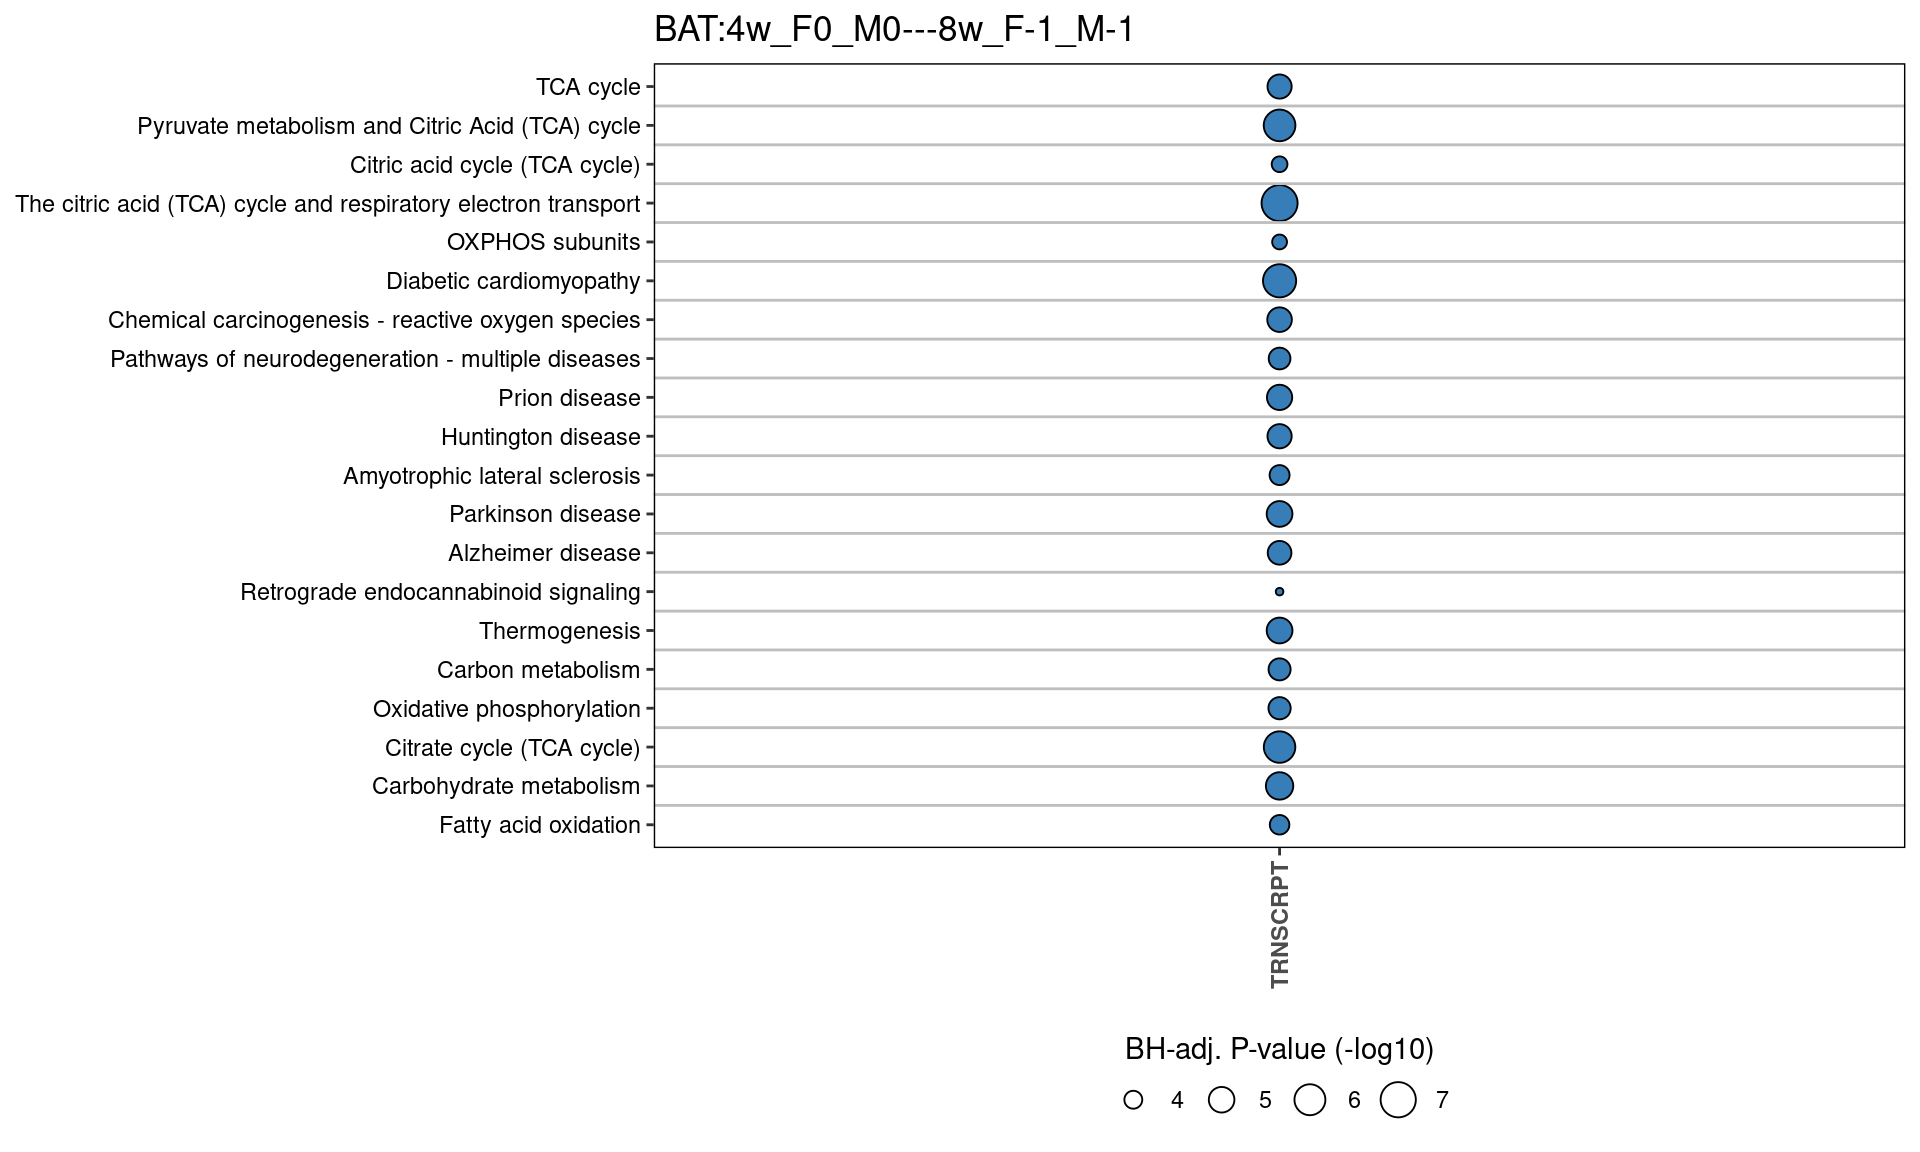 BAT:4w_F0_M0---8w_F-1_M-1
TCA cycle
Pyruvate metabolism and Citric Acid (TCA) cycle
Citric acid cycle (TCA cycle)
The citric acid (TCA) cycle and respiratory electron transport
OXPHOS subunits
Diabetic cardiomyopathy
Chemical carcinogenesis - reactive oxygen species
Pathways of neurodegeneration - multiple diseases
Prion disease
Huntington disease
Amyotrophic lateral sclerosis
Parkinson disease
Alzheimer disease
Retrograde endocannabinoid signaling
Thermogenesis
Carbon metabolism
Oxidative phosphorylation
Citrate cycle (TCA cycle)
Carbohydrate metabolism
Fatty acid oxidation
TRNSCRPT
BH-adj. P-value (-log10)
4 5 6 7